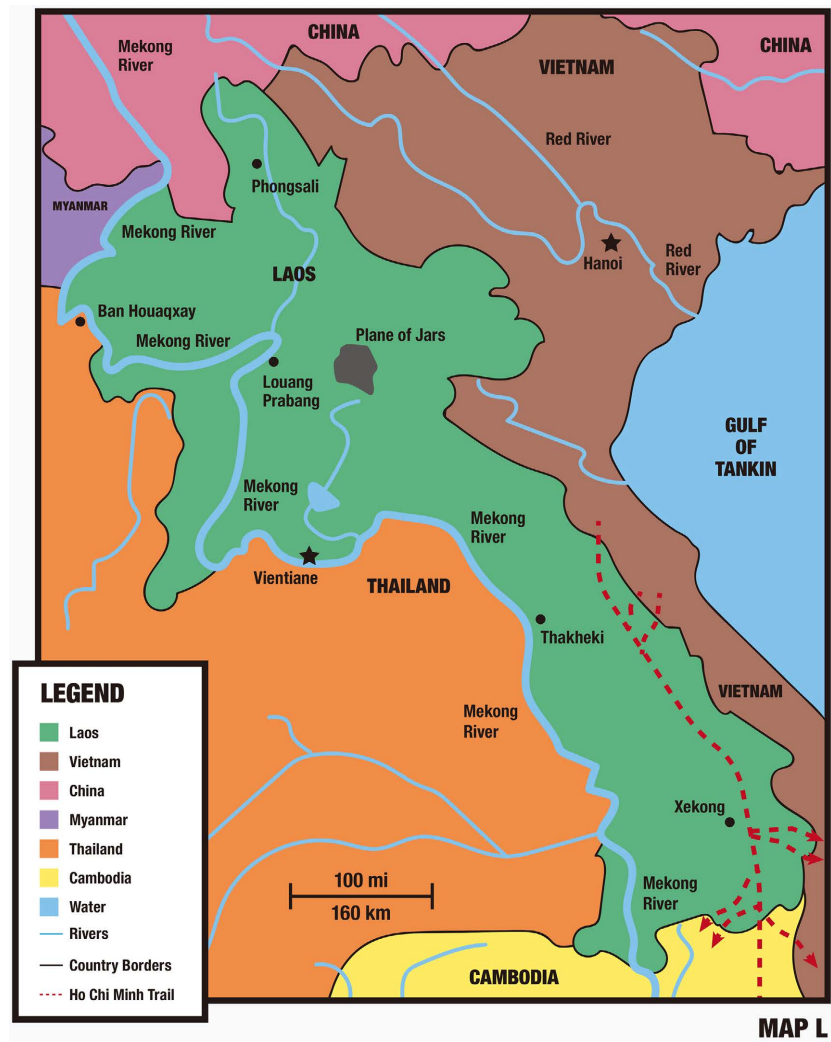 CHINA
Mekong
River
CHINA
VIETNAM
Red River
Phongsali
MYANMAR
Mekong River
LAOS
Hanoi
Red
River
Ban Houaqxay
Mekong River
Plane of Jars
Louang
Prabang
GULF
OF
TANKIN
Mekong
River
Mekong
River
Vientiane
THAILAND
Thakheki
VIETNAM
Mekong
River
Xekong
Mekong
River
100 mi
160 km
CAMBODIA
LEGEND
Laos
Vietnam
China
Myanmar
Thailand
Cambodia
Water
Rivers
Country Borders
Ho Chi Minh Trail
MAP L